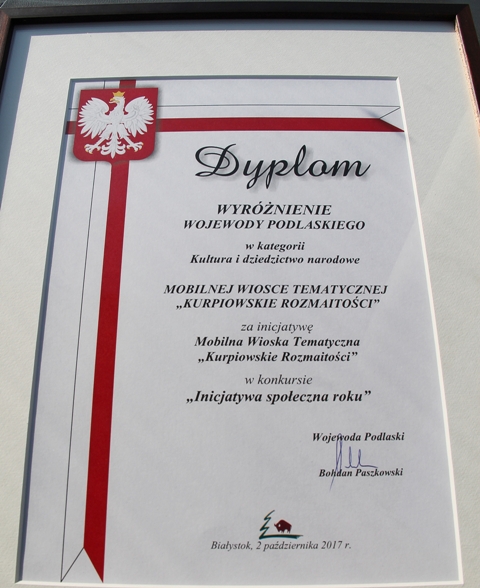 Dyplom
WYRÓŻNIENIE
WOJEWODY PODLASKIEGO
w kategorii
Kultura i dziedzictwo narodowe
MOBILNEJ WIOSCE TEMATYCZNEJ
„KURPIOWSKIE ROZMAITOŚCI”
za inicjatywę
Mobilna Wioska Tematyczna
„Kurpiowskie Rozmaitości”
w konkursie
„Inicjatywa społeczna roku”
Wojewoda Podlaski
Bohdan Paszkowski
Białystok, 2 października 2017 r.